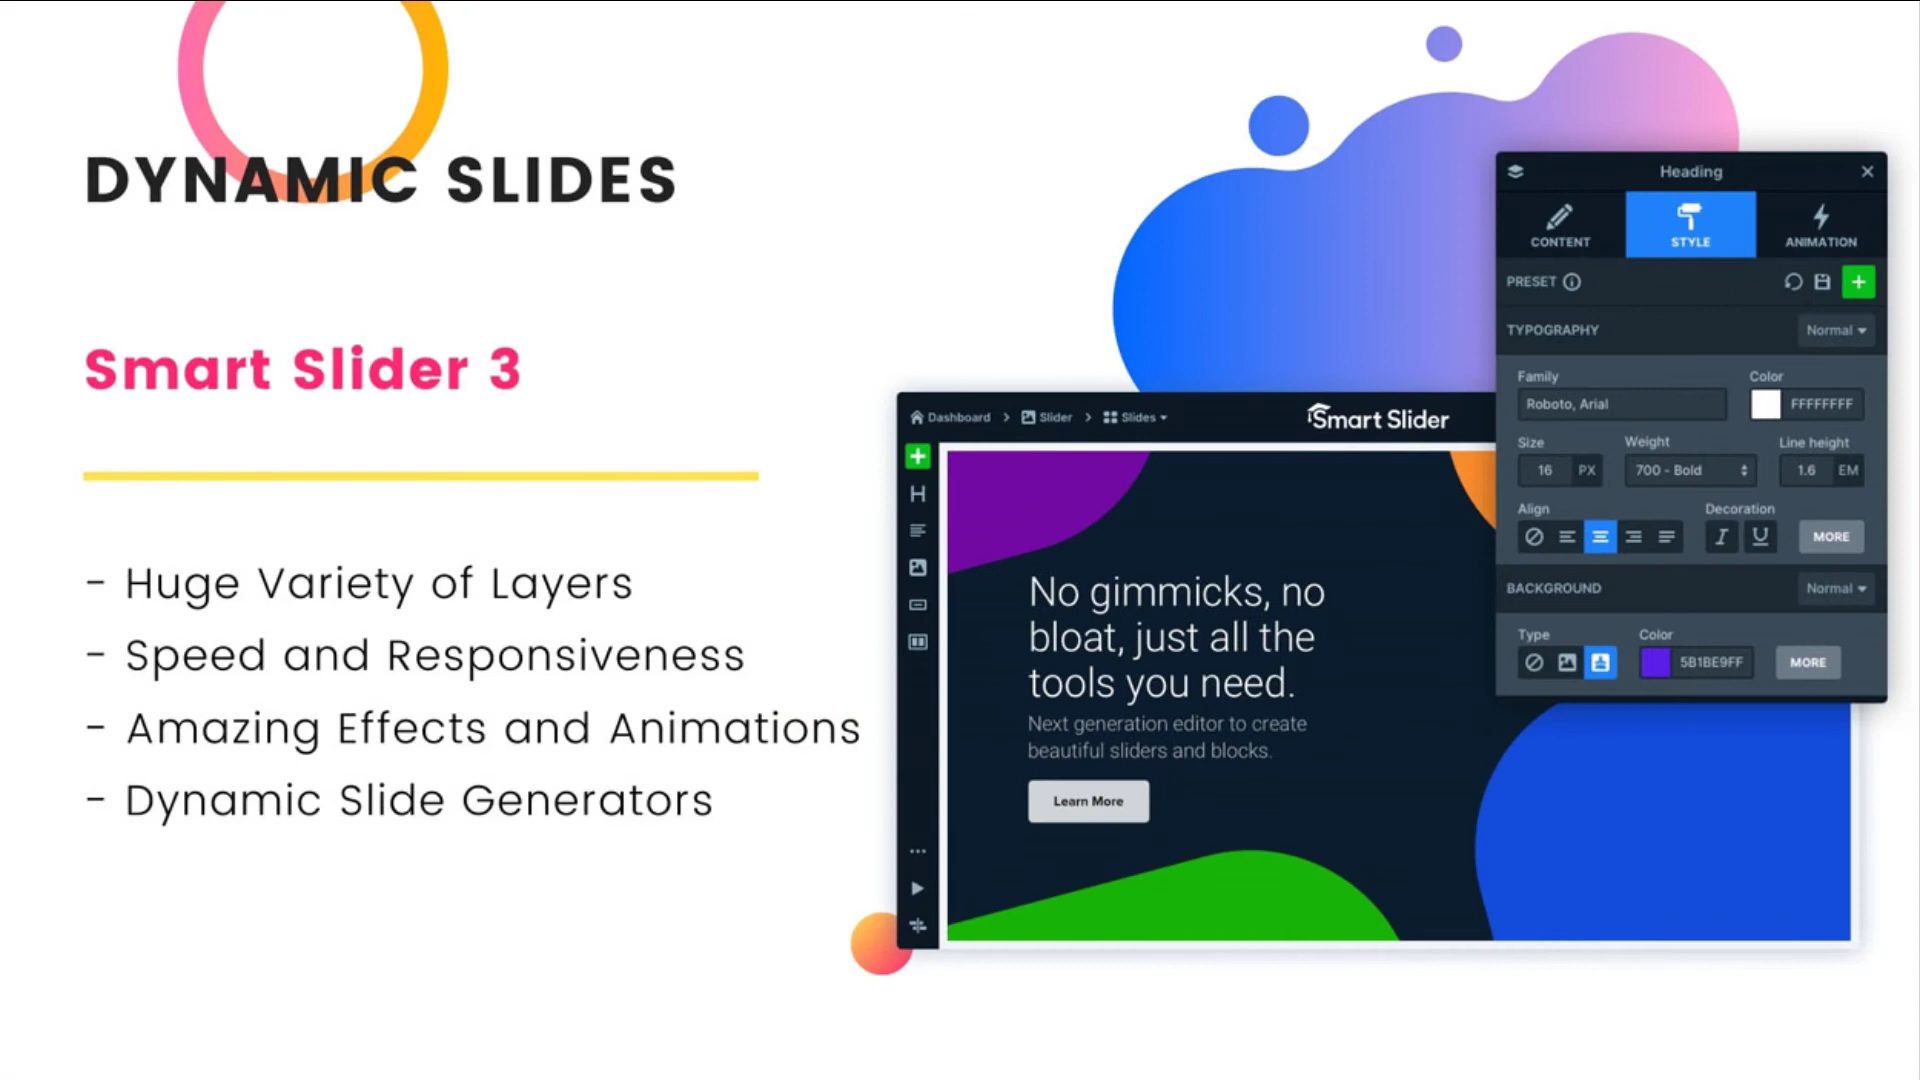 DYNAMIC SLIDES
Smart Slider 3
- Huge Variety of Layers
- Speed and Responsiveness
- Amazing Effects and Animations
- Dynamic Slide Generators
Dashboard > Slider > Slides
Smart Slider
No gimmicks, no
bloat, just all the
tools you need.
Next generation editor to create
beautiful sliders and blocks.
Learn More
Heading
CONTENT STYLE ANIMATION
PRESET
TYPOGRAPHY Normal
Family Color
Roboto, Arial FFFFFFFF
Size Weight Line height
16 PX 700 - Bold 1.6 EM
Align Decoration
MORE
BACKGROUND Normal
Type Color
5B1BE9FF MORE